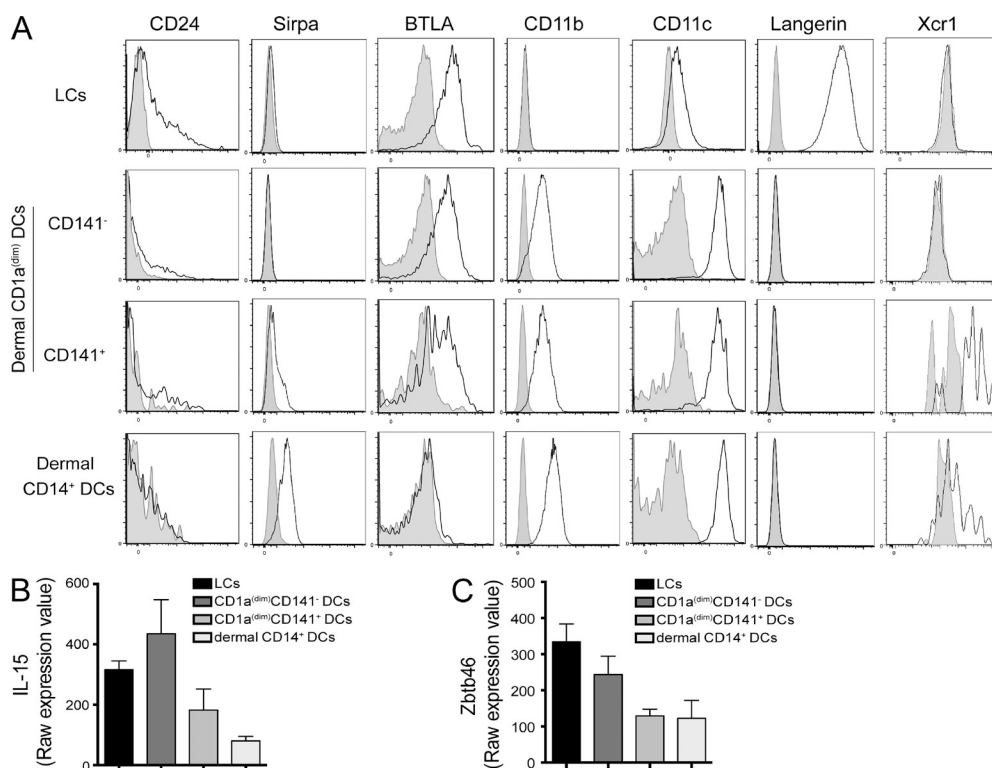 A
CD24 Sirpa BTLA CD11b CD11c Langerin Xcr1
LCs
Dermal CD1a(dim) DCs
CD141-
CD141+
Dermal
CD14+ DCs
B
IL-15
(Raw expression value)
600
400
200
0
LCs
CD1a(dim)CD141- DCs
CD1a(dim)CD141+ DCs
dermal CD14+ DCs
C
Zbtb46
(Raw expression value)
500
400
300
200
100
0
LCs
CD1a(dim)CD141- DCs
CD1a(dim)CD141+ DCs
dermal CD14+ DCs